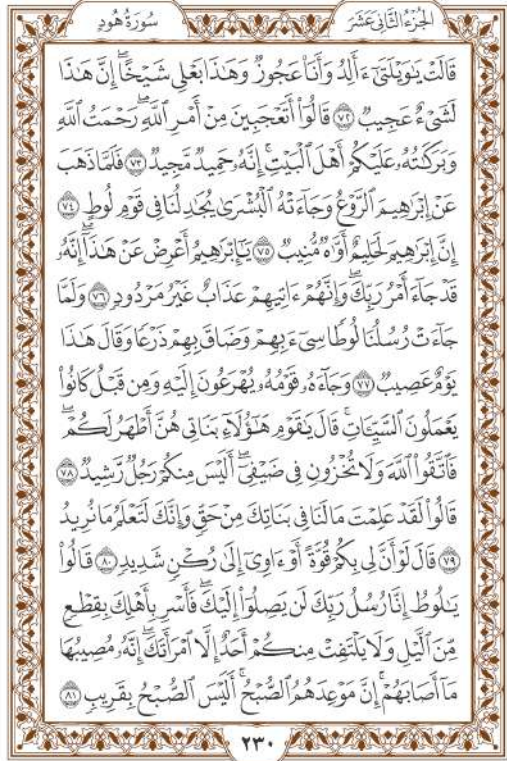 الجُزْءُ الثَّانِي عَشَرَ
سُورَةُ هُودٍ
قَالَتْ يَٰوَيْلَتَىٰٓ ءَأَلِدُ وَأَنَا۠ عَجُوزٌ وَهَٰذَا بَعْلِى شَيْخًا ۖ إِنَّ هَٰذَا
لَشَىْءٌ عَجِيبٌ ٧٢ قَالُوٓا۟ أَتَعْجَبِينَ مِنْ أَمْرِ ٱللَّهِ ۖ رَحْمَتُ ٱللَّهِ
وَبَرَكَٰتُهُۥ عَلَيْكُمْ أَهْلَ ٱلْبَيْتِ ۚ إِنَّهُۥ حَمِيدٌ مَّجِيدٌ ٧٣ فَلَمَّا ذَهَبَ
عَنْ إِبْرَٰهِيمَ ٱلرَّوْعُ وَجَآءَتْهُ ٱلْبُشْرَىٰ يُجَٰدِلُنَا فِى قَوْمِ لُوطٍ ٧٤
إِنَّ إِبْرَٰهِيمَ لَحَلِيمٌ أَوَّٰهٌ مُّنِيبٌ ٧٥ يَٰٓإِبْرَٰهِيمُ أَعْرِضْ عَنْ هَٰذَآ ۖ إِنَّهُۥ
قَدْ جَآءَ أَمْرُ رَبِّكَ ۖ وَإِنَّهُمْ ءَاتِيهِمْ عَذَابٌ غَيْرُ مَرْدُودٍ ٧٦ وَلَمَّا
جَآءَتْ رُسُلُنَا لُوطًا سِىٓءَ بِهِمْ وَضَاقَ بِهِمْ ذَرْعًا وَقَالَ هَٰذَا
يَوْمٌ عَصِيبٌ ٧٧ وَجَآءَهُۥ قَوْمُهُۥ يُهْرَعُونَ إِلَيْهِ وَمِن قَبْلُ كَانُوا۟
يَعْمَلُونَ ٱلسَّيِّـَٔاتِ ۚ قَالَ يَٰقَوْمِ هَٰٓؤُلَآءِ بَنَاتِى هُنَّ أَطْهَرُ لَكُمْ ۖ
فَٱتَّقُوا۟ ٱللَّهَ وَلَا تُخْزُونِ فِى ضَيْفِىٓ ۖ أَلَيْسَ مِنكُمْ رَجُلٌ رَّشِيدٌ ٧٨
قَالُوا۟ لَقَدْ عَلِمْتَ مَا لَنَا فِى بَنَاتِكَ مِنْ حَقٍّ وَإِنَّكَ لَتَعْلَمُ مَا نُرِيدُ
٧٩ قَالَ لَوْ أَنَّ لِى بِكُمْ قُوَّةً أَوْ ءَاوِىٓ إِلَىٰ رُكْنٍ شَدِيدٍ ٨٠ قَالُوا۟
يَٰلُوطُ إِنَّا رُسُلُ رَبِّكَ لَن يَصِلُوٓا۟ إِلَيْكَ ۖ فَأَسْرِ بِأَهْلِكَ بِقِطْعٍ
مِّنَ ٱلَّيْلِ وَلَا يَلْتَفِتْ مِنكُمْ أَحَدٌ إِلَّا ٱمْرَأَتَكَ ۖ إِنَّهُۥ مُصِيبُهَا
مَآ أَصَابَهُمْ ۚ إِنَّ مَوْعِدَهُمُ ٱلصُّبْحُ ۚ أَلَيْسَ ٱلصُّبْحُ بِقَرِيبٍ ٨١
٢٣٠